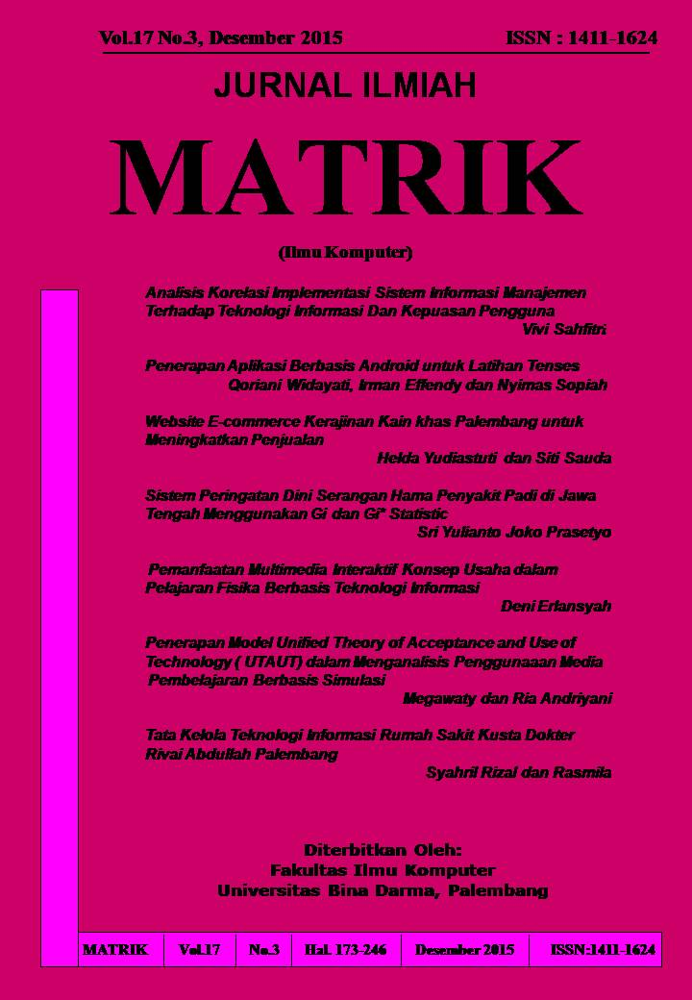 Vol.17 No.3, Desember 2015 ISSN : 1411-1624
JURNAL ILMIAH
MATRIK
(Ilmu Komputer)
Analisis Korelasi Implementasi Sistem Informasi Manajemen
Terhadap Teknologi Informasi Dan Kepuasan Pengguna
Vivi Sahfitri
Penerapan Aplikasi Berbasis Android untuk Latihan Tenses
Qoriani Widayati, Irman Effendy dan Nyimas Sopiah
Website E-commerce Kerajinan Kain khas Palembang untuk
Meningkatkan Penjualan
Helda Yudiastuti dan Siti Sauda
Sistem Peringatan Dini Serangan Hama Penyakit Padi di Jawa
Tengah Menggunakan Gi dan Gi* Statistic
Sri Yulianto Joko Prasetyo
Pemanfaatan Multimedia Interaktif Konsep Usaha dalam
Pelajaran Fisika Berbasis Teknologi Informasi
Deni Erlansyah
Penerapan Model Unified Theory of Acceptance and Use of
Technology ( UTAUT) dalam Menganalisis Penggunaaan Media
Pembelajaran Berbasis Simulasi
Megawaty dan Ria Andriyani
Tata Kelola Teknologi Informasi Rumah Sakit Kusta Dokter
Rivai Abdullah Palembang
Syahril Rizal dan Rasmila
Diterbitkan Oleh:
Fakultas Ilmu Komputer
Universitas Bina Darma, Palembang
MATRIK Vol.17 No.3 Hal. 173-246 Desember 2015 ISSN:1411-1624